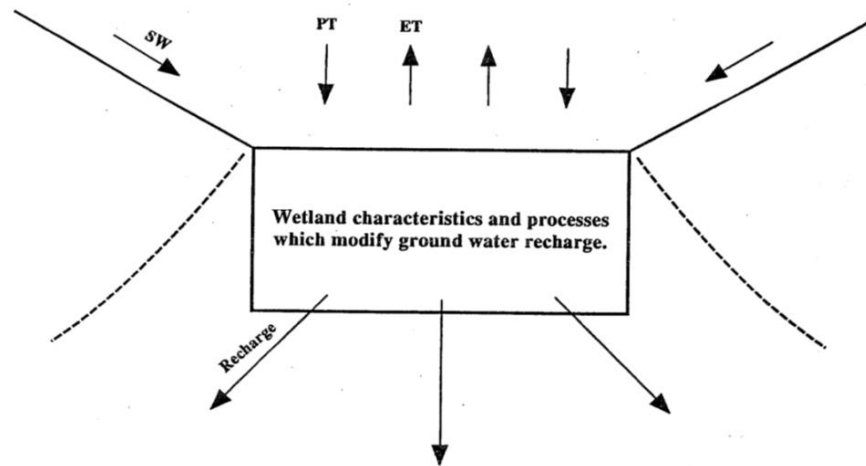 SW
PT
ET
Wetland characteristics and processes
which modify ground water recharge.
Recharge